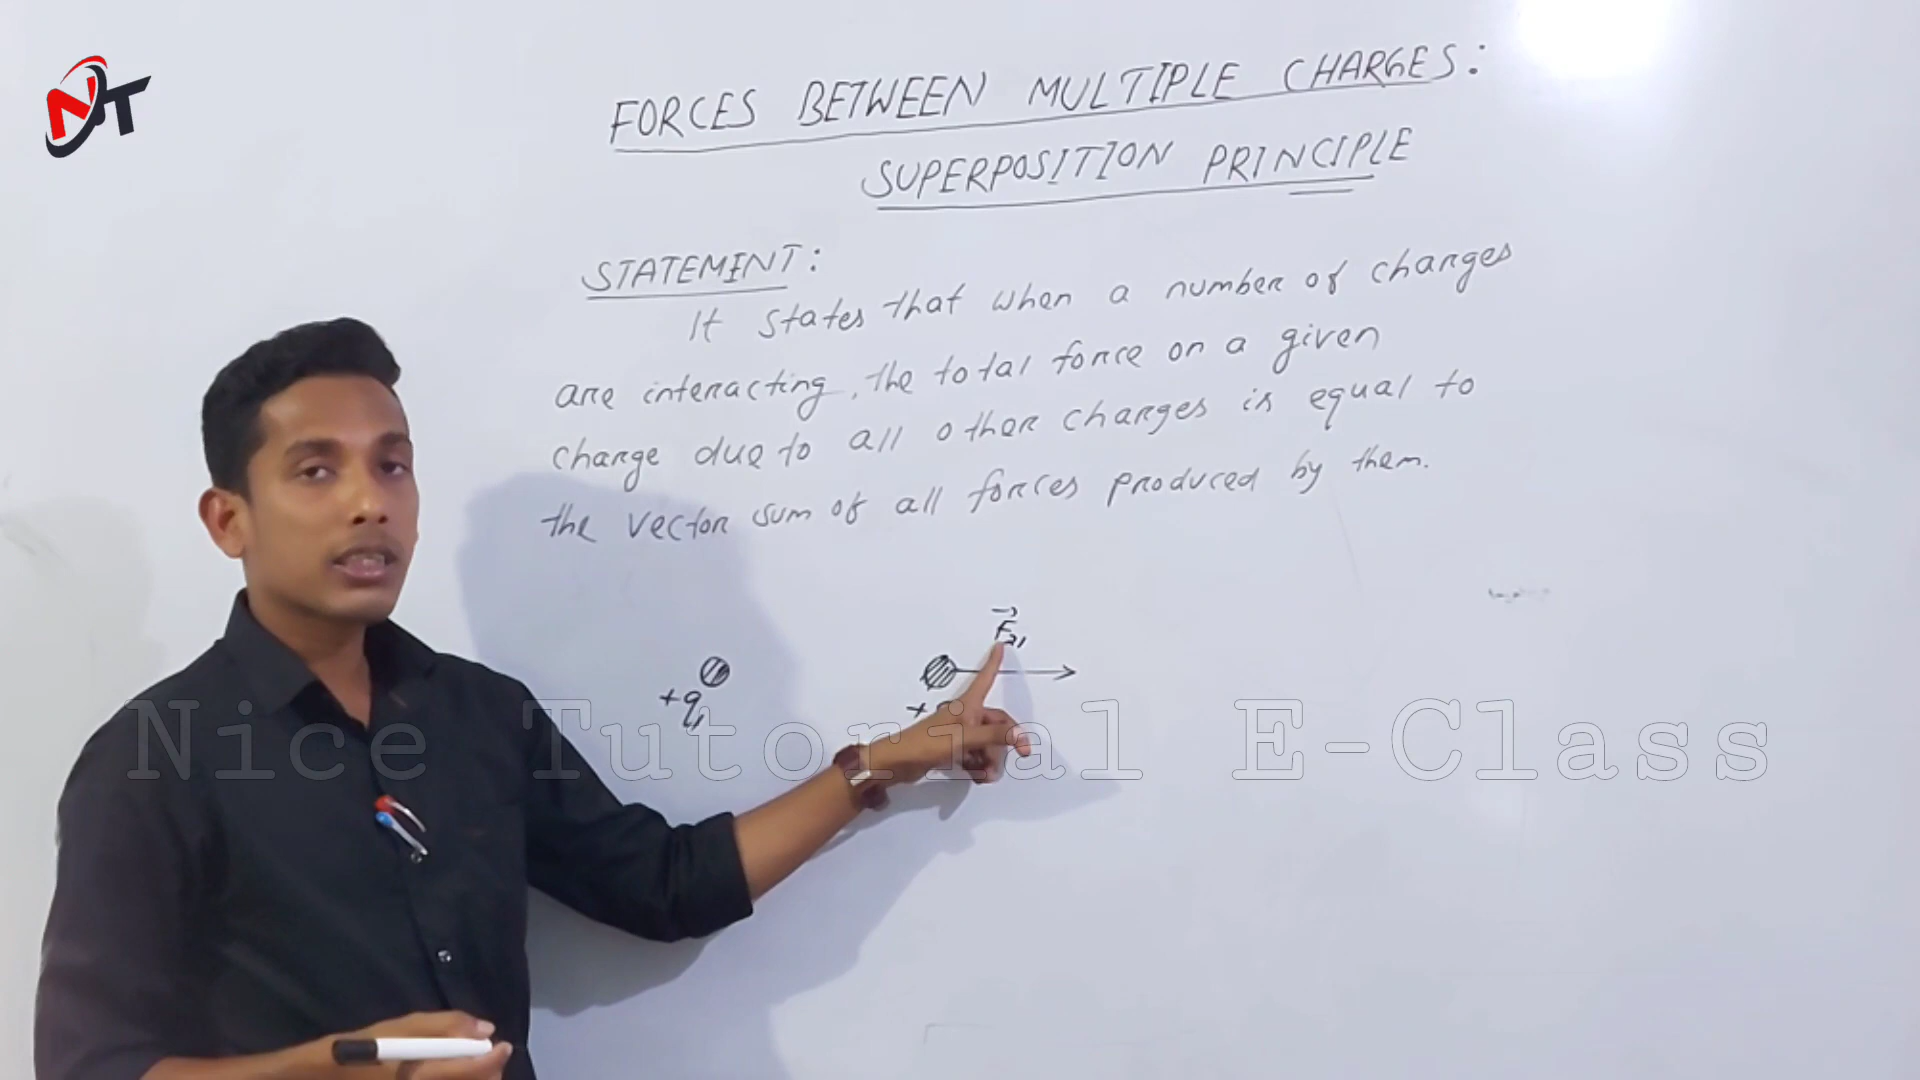 NT
FORCES BETWEEN MULTIPLE CHARGES:
SUPERPOSITION PRINCIPLE
STATEMENT:
It states that when a number of charges
are interacting, the total force on a given
charge due to all other charges is equal to
the vector sum of all forces produced by them.
F⃗₂₁
+q₁
+
Nice Tutorial E-Class